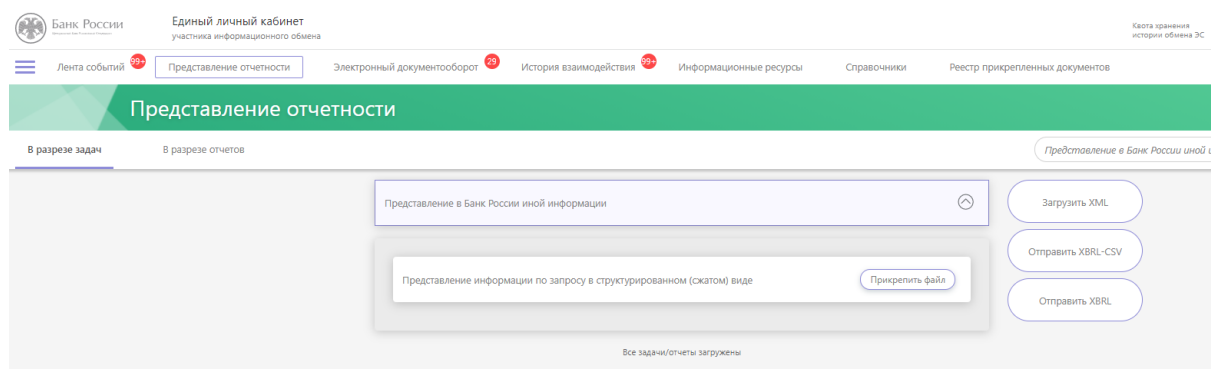 Банк России
Единый личный кабинет
участника информационного обмена
Квота хранения
истории обмена ЭС
Лента событий 99+ Представление отчетности Электронный документооборот 29 История взаимодействия 99+ Информационные ресурсы Справочники Реестр прикрепленных документов
Представление отчетности
В разрезе задач В разрезе отчетов Представление в Банк России иной
Представление в Банк России иной информации Загрузить XML
Отправить XBRL-CSV
Представление информации по запросу в структурированном (сжатом) виде Прикрепить файл
Отправить XBRL
Все задачи/отчеты загружены